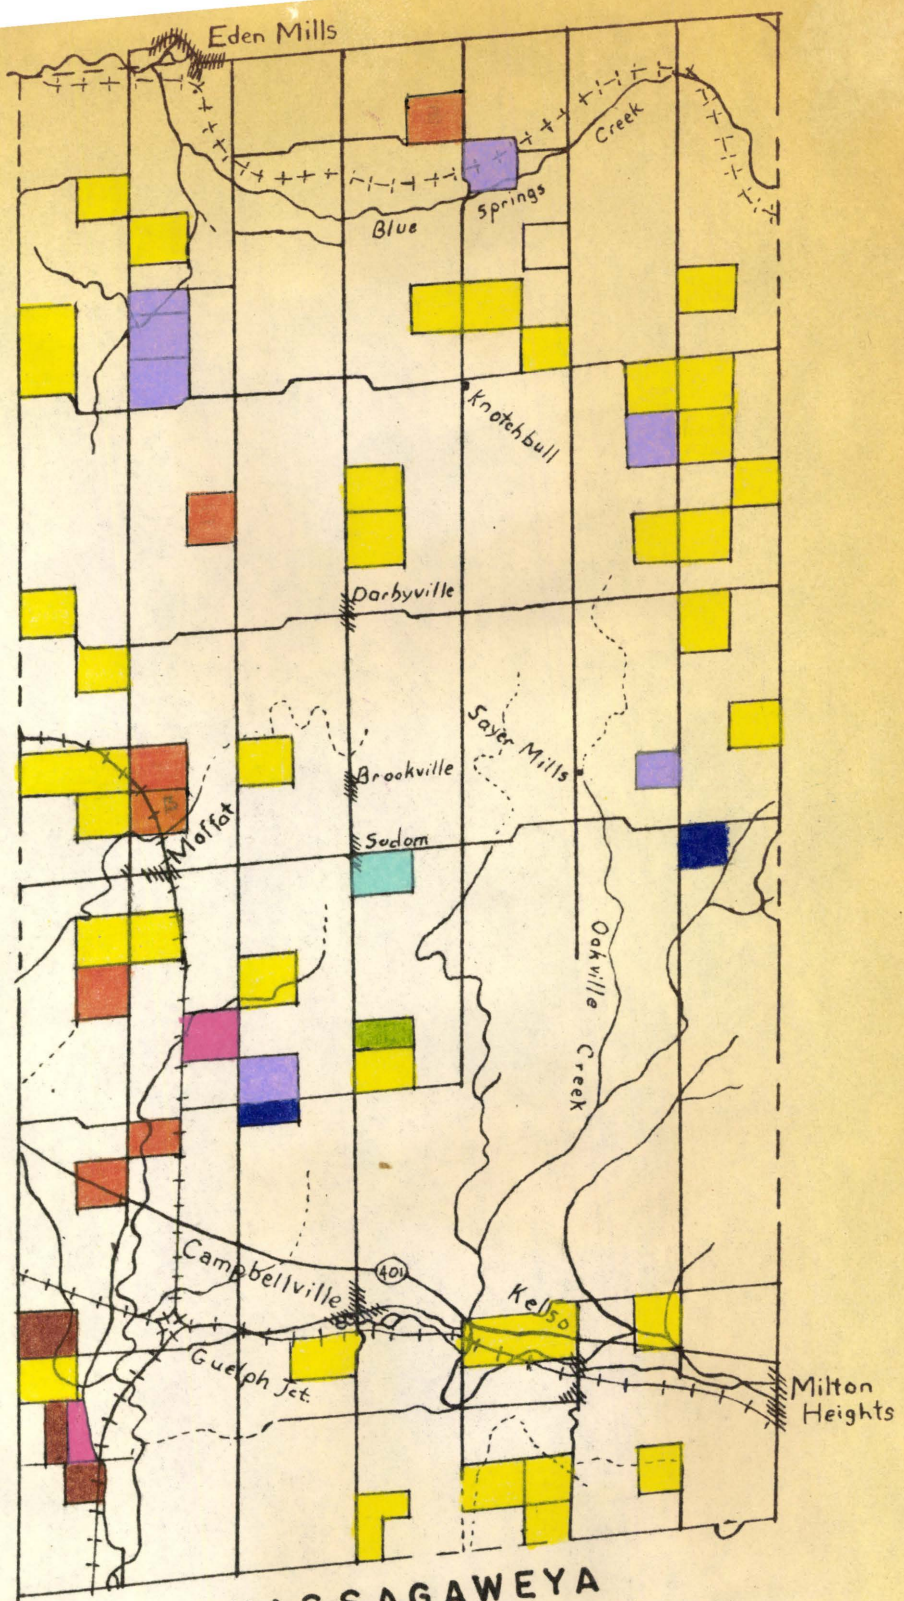 Eden Mills
Creek
Springs
Blue
Knotchbull
Darbyville
Sayer Mills
Brookville
Moffat
Sodom
Oakville Creek
Campbellville
401
Kelso
Guelph Jct.
Milton
Heights
SSAGAWEYA